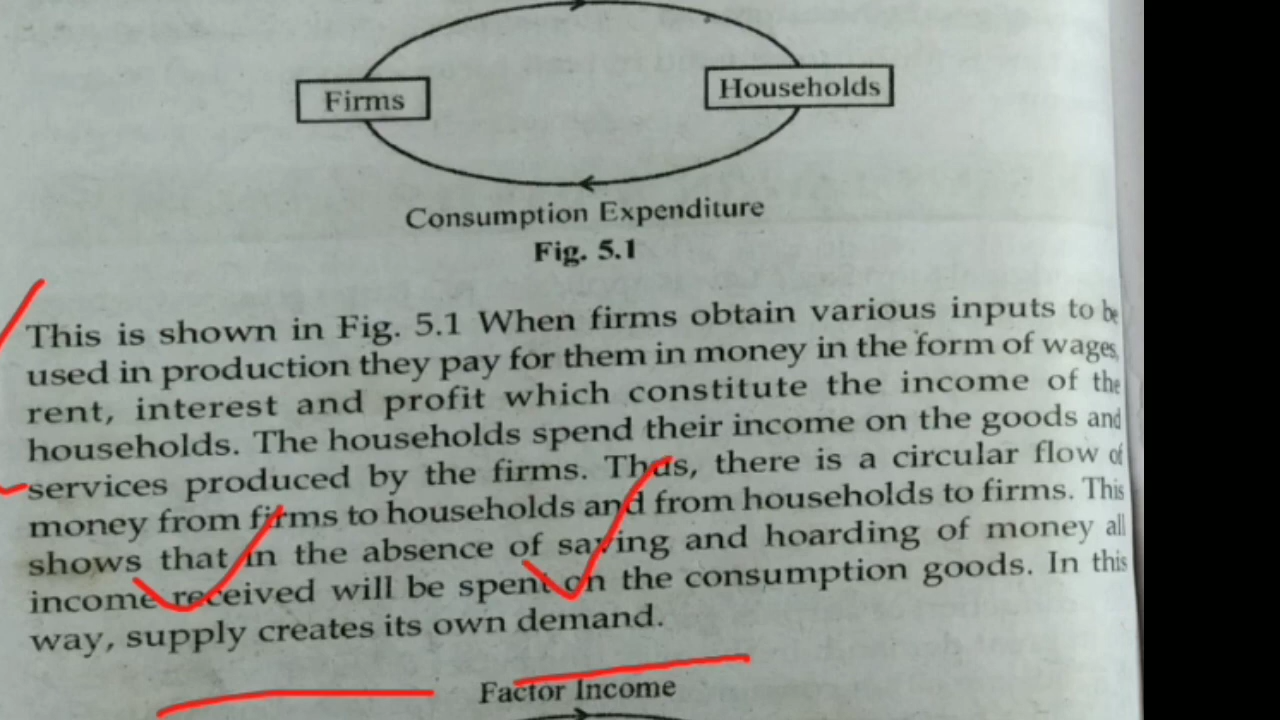 Firms
Households
Consumption Expenditure
Fig. 5.1
This is shown in Fig. 5.1 When firms obtain various inputs to be
used in production they pay for them in money in the form of wages,
rent, interest and profit which constitute the income of the
households. The households spend their income on the goods and
services produced by the firms. Thus, there is a circular flow of
money from firms to households and from households to firms. This
shows that in the absence of saving and hoarding of money all
income received will be spent on the consumption goods. In this
way, supply creates its own demand.
Factor Income